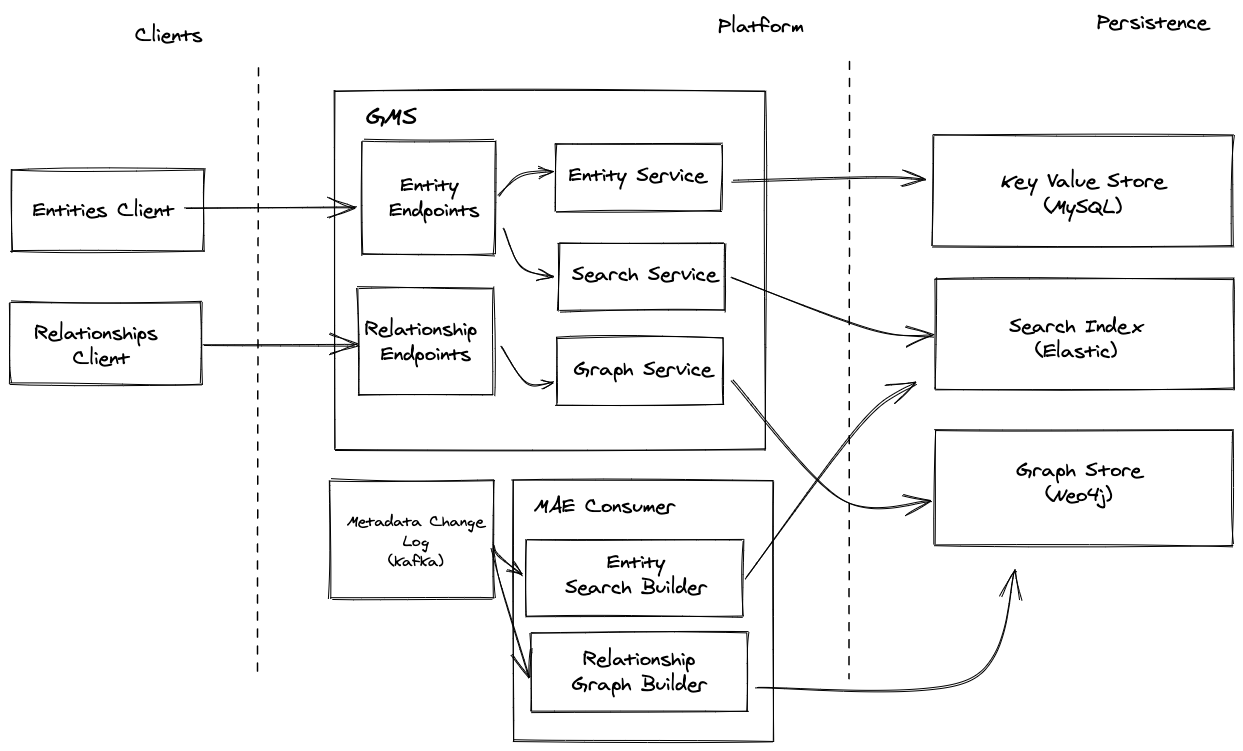 Clients
Platform
Persistence
GMS
Entities Client
Relationships
Client
Entity
Endpoints
Relationship
Endpoints
Entity Service
Search Service
Graph Service
Key Value Store
(MySQL)
Search Index
(Elastic)
Graph Store
(Neo4j)
Metadata Change
Log
(Kafka)
MAE Consumer
Entity
Search Builder
Relationship
Graph Builder